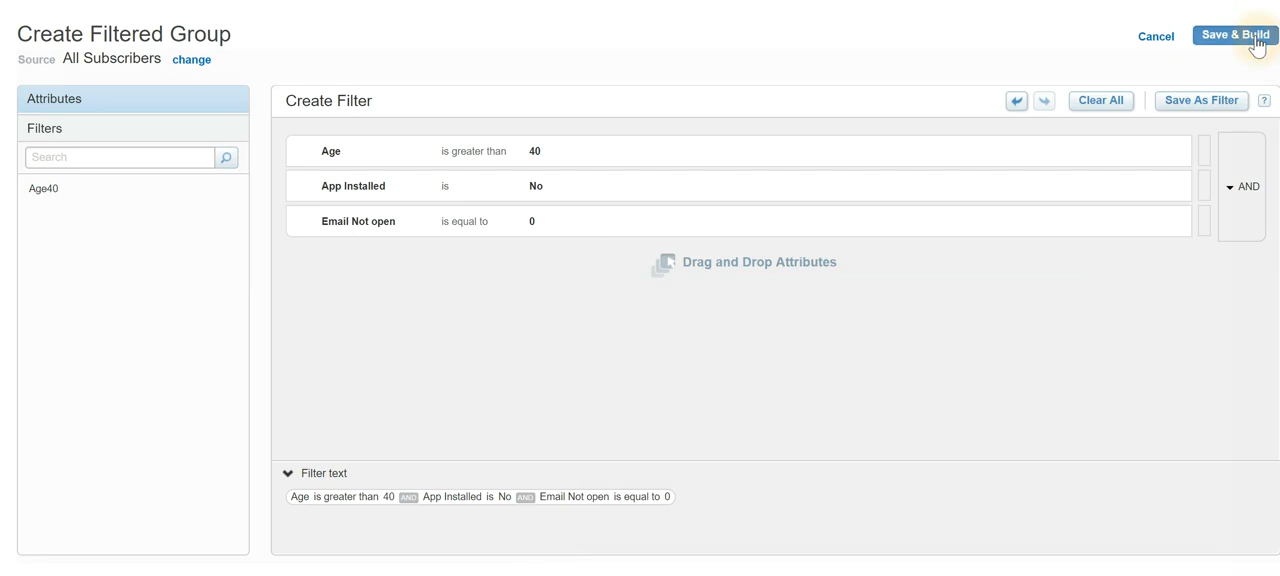 Create Filtered Group
Cancel
Save & Build
Source All Subscribers change
Attributes
Filters
Search
Age40
Create Filter
Clear All
Save As Filter
?
Age is greater than 40
App Installed is No
Email Not open is equal to 0
AND
Drag and Drop Attributes
Filter text
Age is greater than 40 AND App Installed is No AND Email Not open is equal to 0